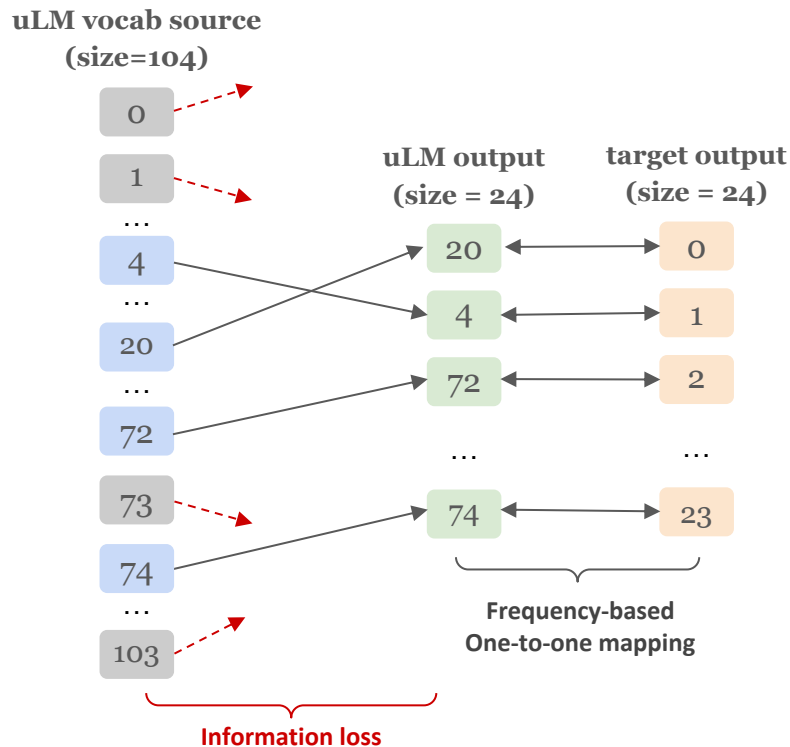 uLM vocab source
(size=104)
0
1
...
4
...
20
...
72
73
74
...
103
uLM output
(size = 24)
20
4
72
...
74
target output
(size = 24)
0
1
2
...
23
Frequency-based
One-to-one mapping
Information loss